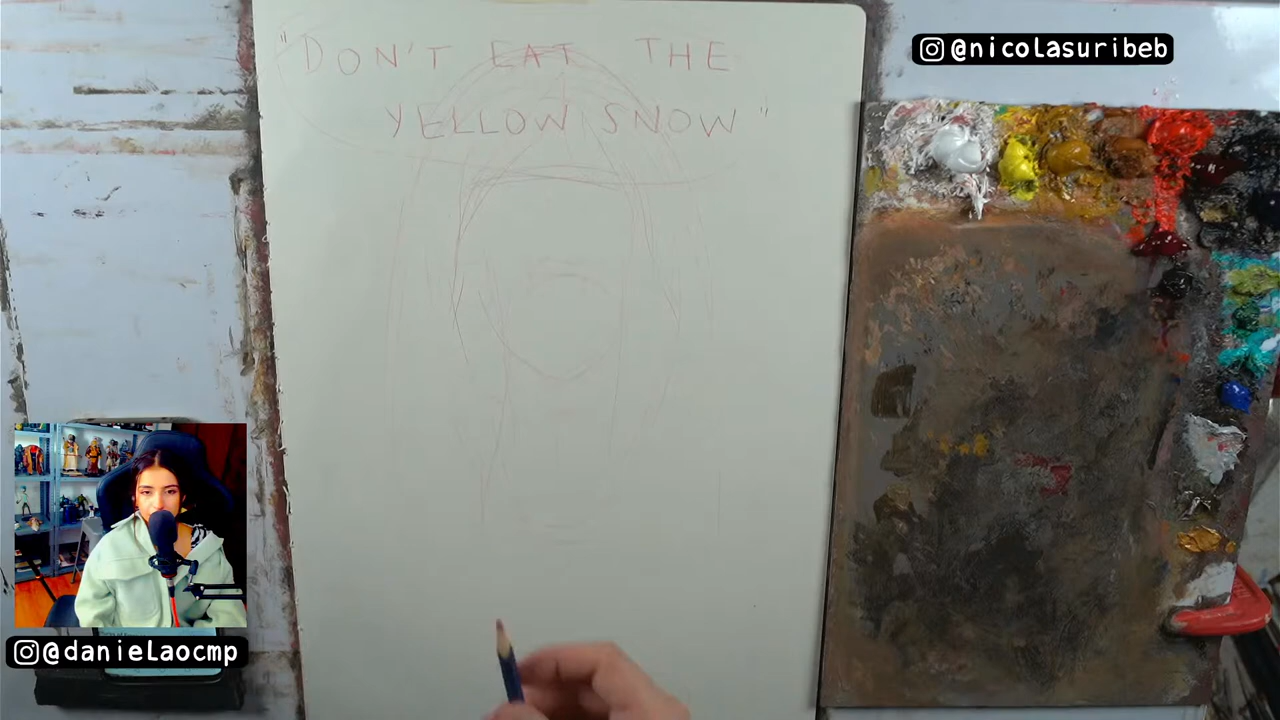 "DON'T EAT THE
YELLOW SNOW"
@nicolasuribeb
@danielaocmp